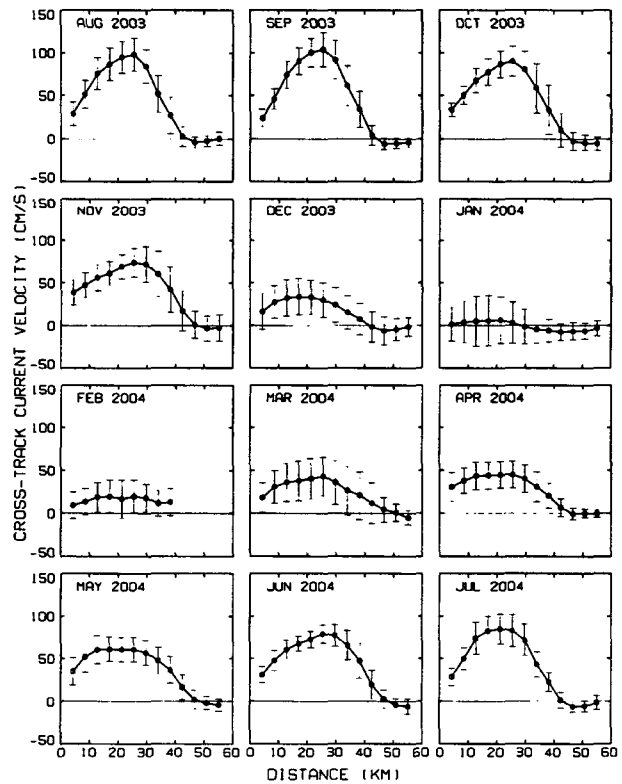 AUG 2003 SEP 2003 OCT 2003
150
100
50
0
-50
NOV 2003 DEC 2003 JAN 2004
150
100
50
0
-50
FEB 2004 MAR 2004 APR 2004
150
100
50
0
-50
MAY 2004 JUN 2004 JUL 2004
150
100
50
0
-50
0 10 20 30 40 50 60 0 10 20 30 40 50 60 0 10 20 30 40 50 60
DISTANCE (KM)
CROSS-TRACK CURRENT VELOCITY (CM/S)